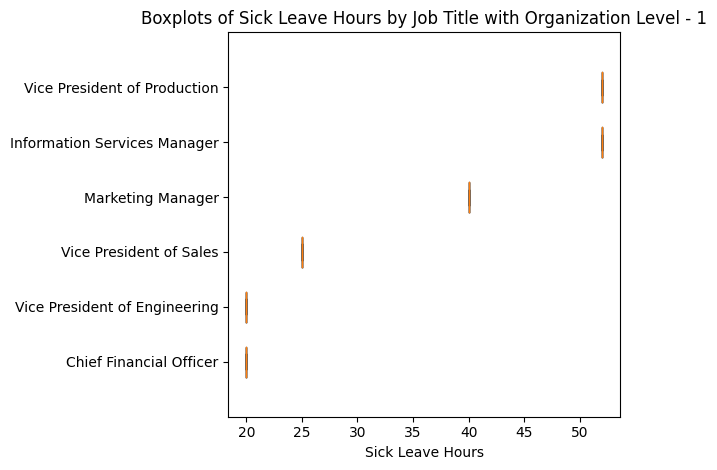 Boxplots of Sick Leave Hours by Job Title with Organization Level - 1
Vice President of Production
Information Services Manager
Marketing Manager
Vice President of Sales
Vice President of Engineering
Chief Financial Officer
20 25 30 35 40 45 50
Sick Leave Hours